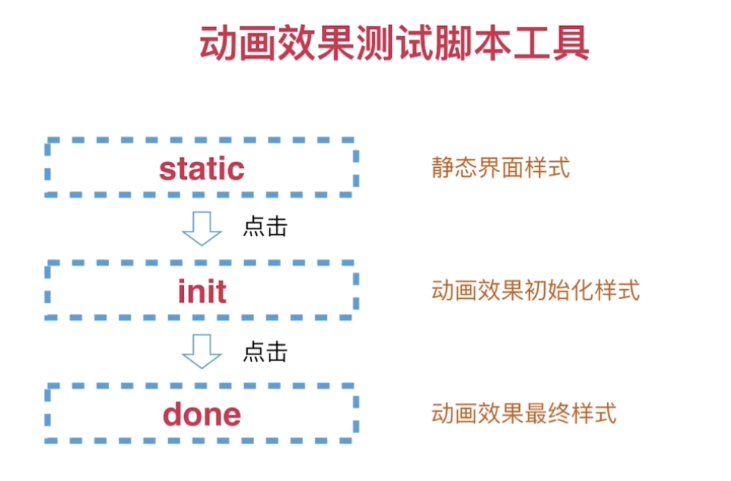 动画效果测试脚本工具
static
静态界面样式
点击
init
动画效果初始化样式
点击
done
动画效果最终样式